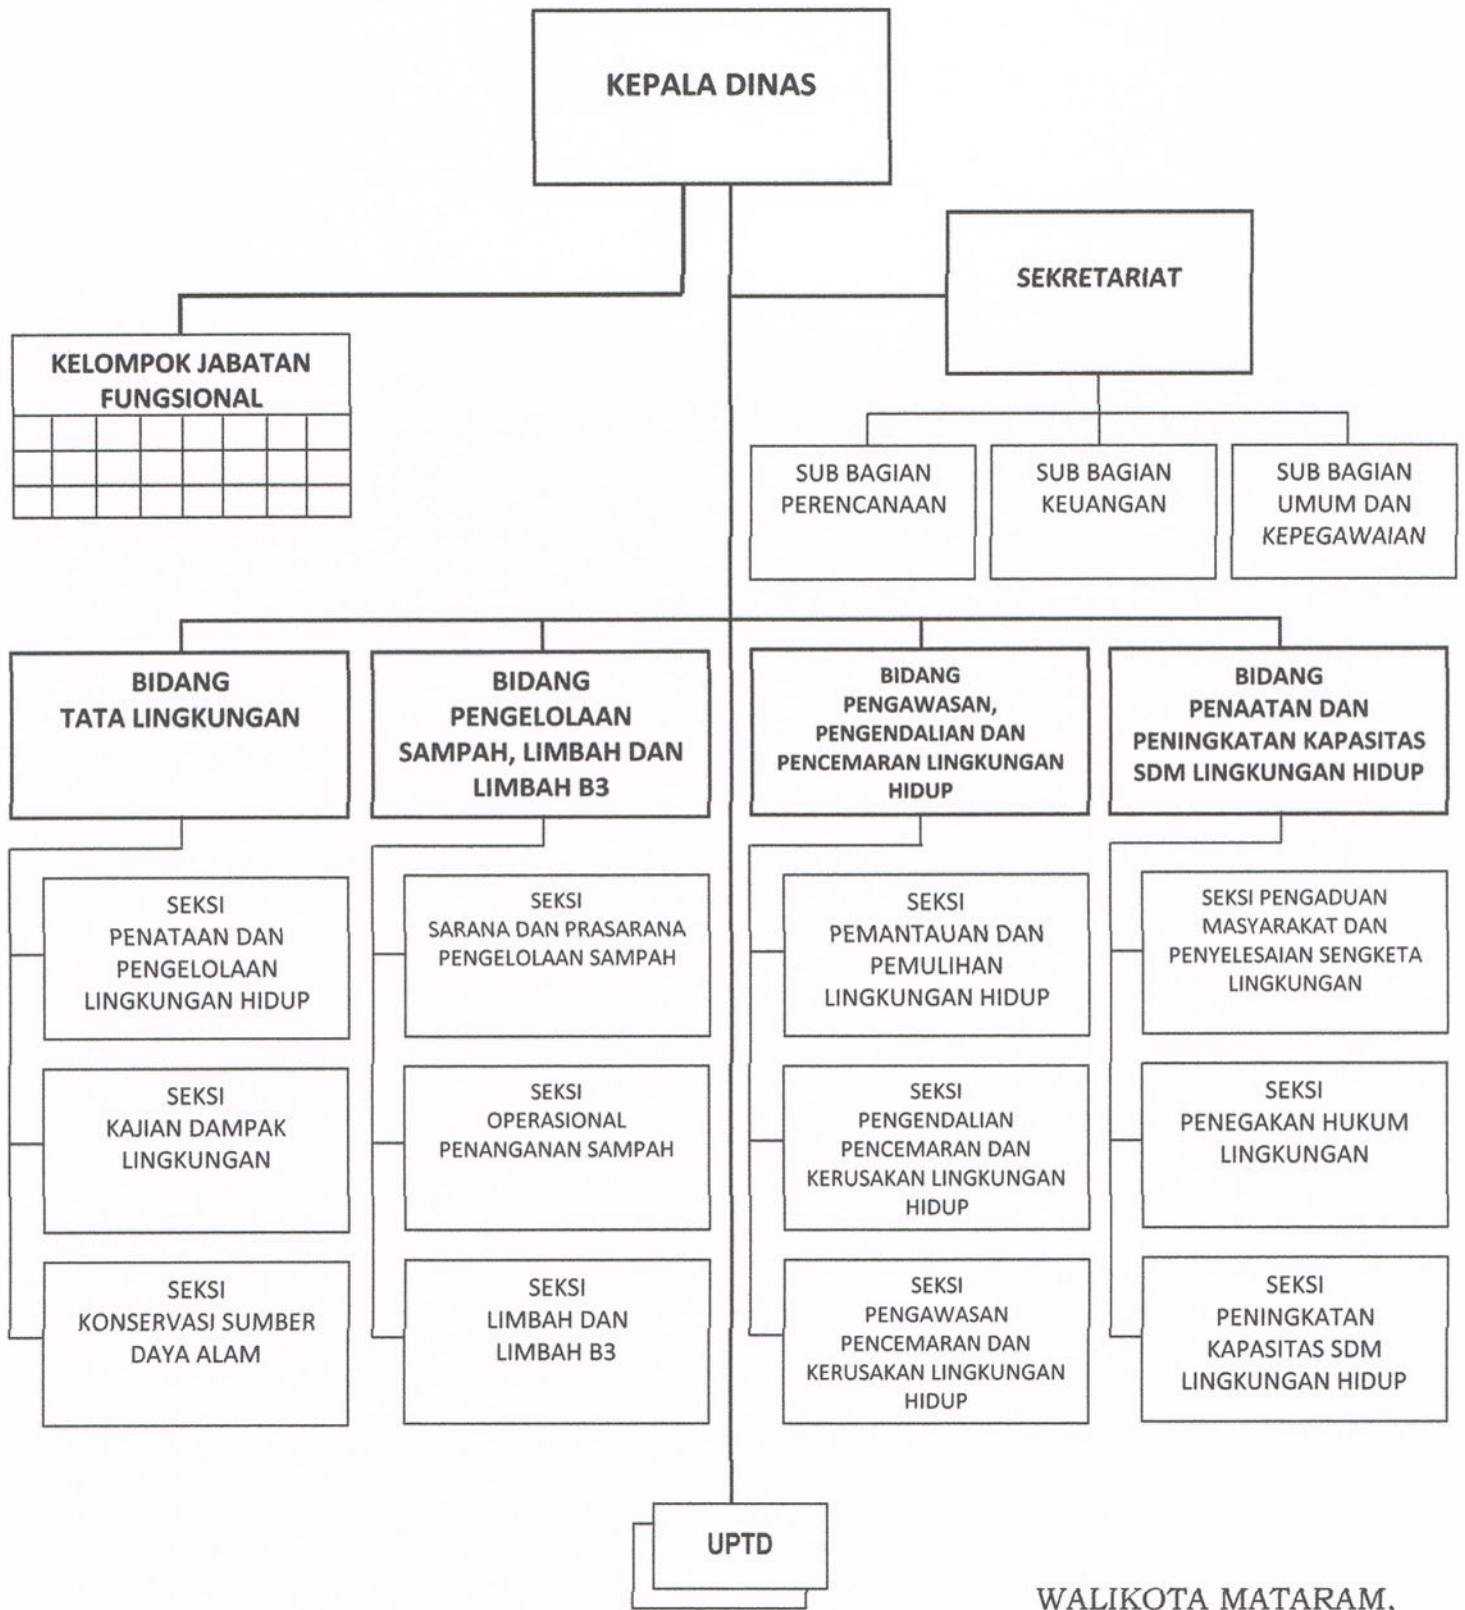 KEPALA DINAS
SEKRETARIAT
KELOMPOK JABATAN
FUNGSIONAL
SUB BAGIAN
PERENCANAAN
SUB BAGIAN
KEUANGAN
SUB BAGIAN
UMUM DAN
KEPEGAWAIAN
BIDANG
TATA LINGKUNGAN
BIDANG
PENGELOLAAN
SAMPAH, LIMBAH DAN
LIMBAH B3
BIDANG
PENGAWASAN,
PENGENDALIAN DAN
PENCEMARAN LINGKUNGAN
HIDUP
BIDANG
PENAATAN DAN
PENINGKATAN KAPASITAS
SDM LINGKUNGAN HIDUP
SEKSI
PENATAAN DAN
PENGELOLAAN
LINGKUNGAN HIDUP
SEKSI
KAJIAN DAMPAK
LINGKUNGAN
SEKSI
KONSERVASI SUMBER
DAYA ALAM
SEKSI
SARANA DAN PRASARANA
PENGELOLAAN SAMPAH
SEKSI
OPERASIONAL
PENANGANAN SAMPAH
SEKSI
LIMBAH DAN
LIMBAH B3
SEKSI
PEMANTAUAN DAN
PEMULIHAN
LINGKUNGAN HIDUP
SEKSI
PENGENDALIAN
PENCEMARAN DAN
KERUSAKAN LINGKUNGAN
HIDUP
SEKSI
PENGAWASAN
PENCEMARAN DAN
KERUSAKAN LINGKUNGAN
HIDUP
SEKSI PENGADUAN
MASYARAKAT DAN
PENYELESAIAN SENGKETA
LINGKUNGAN
SEKSI
PENEGAKAN HUKUM
LINGKUNGAN
SEKSI
PENINGKATAN
KAPASITAS SDM
LINGKUNGAN HIDUP
UPTD
WALIKOTA MATARAM,